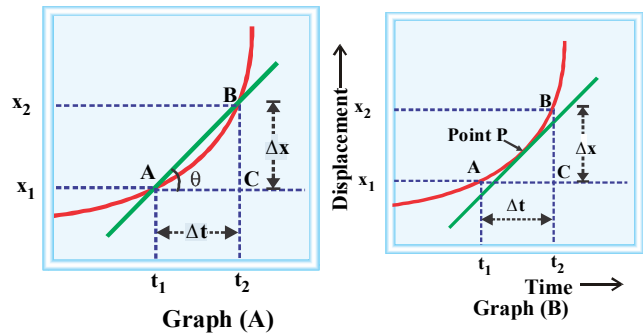 x₂
x₁
A
B
C
θ
Δx
Δt
t₁
t₂
Graph (A)
Displacement
x₂
x₁
Point P
A
B
C
Δx
Δt
t₁
t₂
Time
Graph (B)